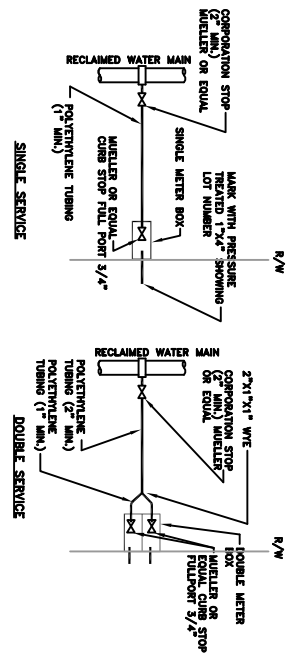 CORPORATION STOP
(2" MIN.)
MUELLER OR EQUAL
RECLAIMED WATER MAIN
POLYETHYLENE TUBING
(1" MIN.)
MUELLER OR EQUAL
CURB STOP FULL PORT 3/4"
SINGLE METER BOX
MARK WITH PRESSURE
TREATED 1"X4" SHOWING
LOT NUMBER
R/W
SINGLE SERVICE
RECLAIMED WATER MAIN
2"X1"X1" WYE
CORPORATION STOP
(2" MIN.) MUELLER
OR EQUAL
POLYETHYLENE
TUBING (2" MIN.)
POLYETHYLENE
TUBING (1" MIN.)
DOUBLE METER
BOX
MUELLER OR
EQUAL CURB STOP
FULLPORT 3/4"
R/W
DOUBLE SERVICE